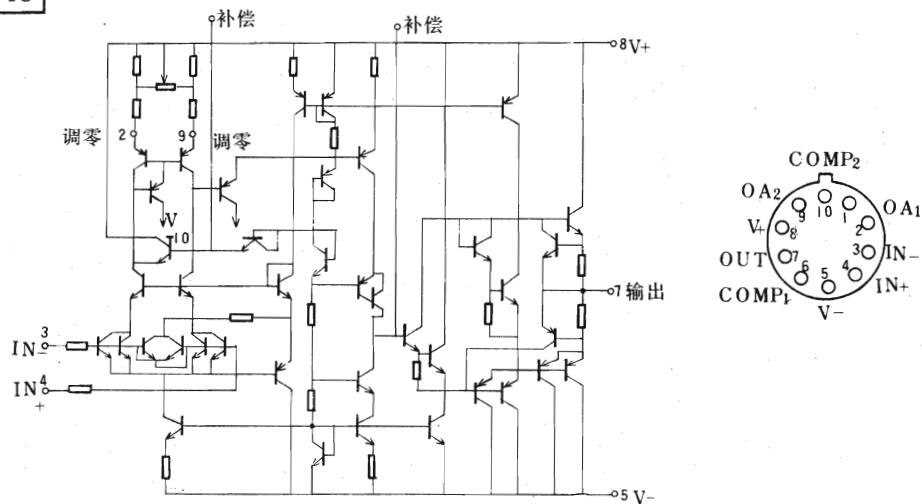 补偿
补偿
8V+
调零 2
9 调零
V
10
IN- 3
IN 4
+
7 输出
5 V-
COMP₂
OA₂
OA₁
9 10 1
V+ 8
2
OUT 7
3 IN-
COMP₁ 6
5
4 IN+
V-